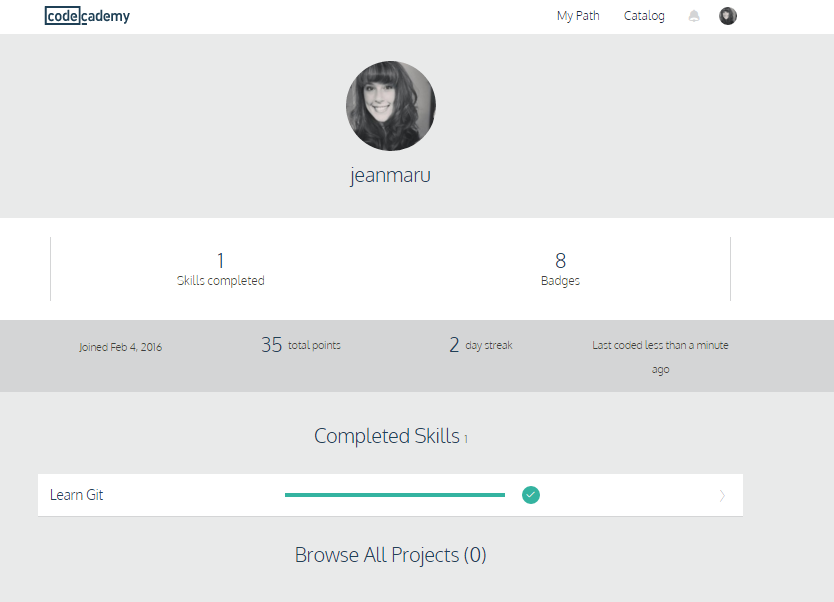 codecademy
My Path Catalog
jeanmaru
1
Skills completed
8
Badges
Joined Feb 4, 2016
35 total points
2 day streak
Last coded less than a minute
ago
Completed Skills 1
Learn Git
Browse All Projects (0)